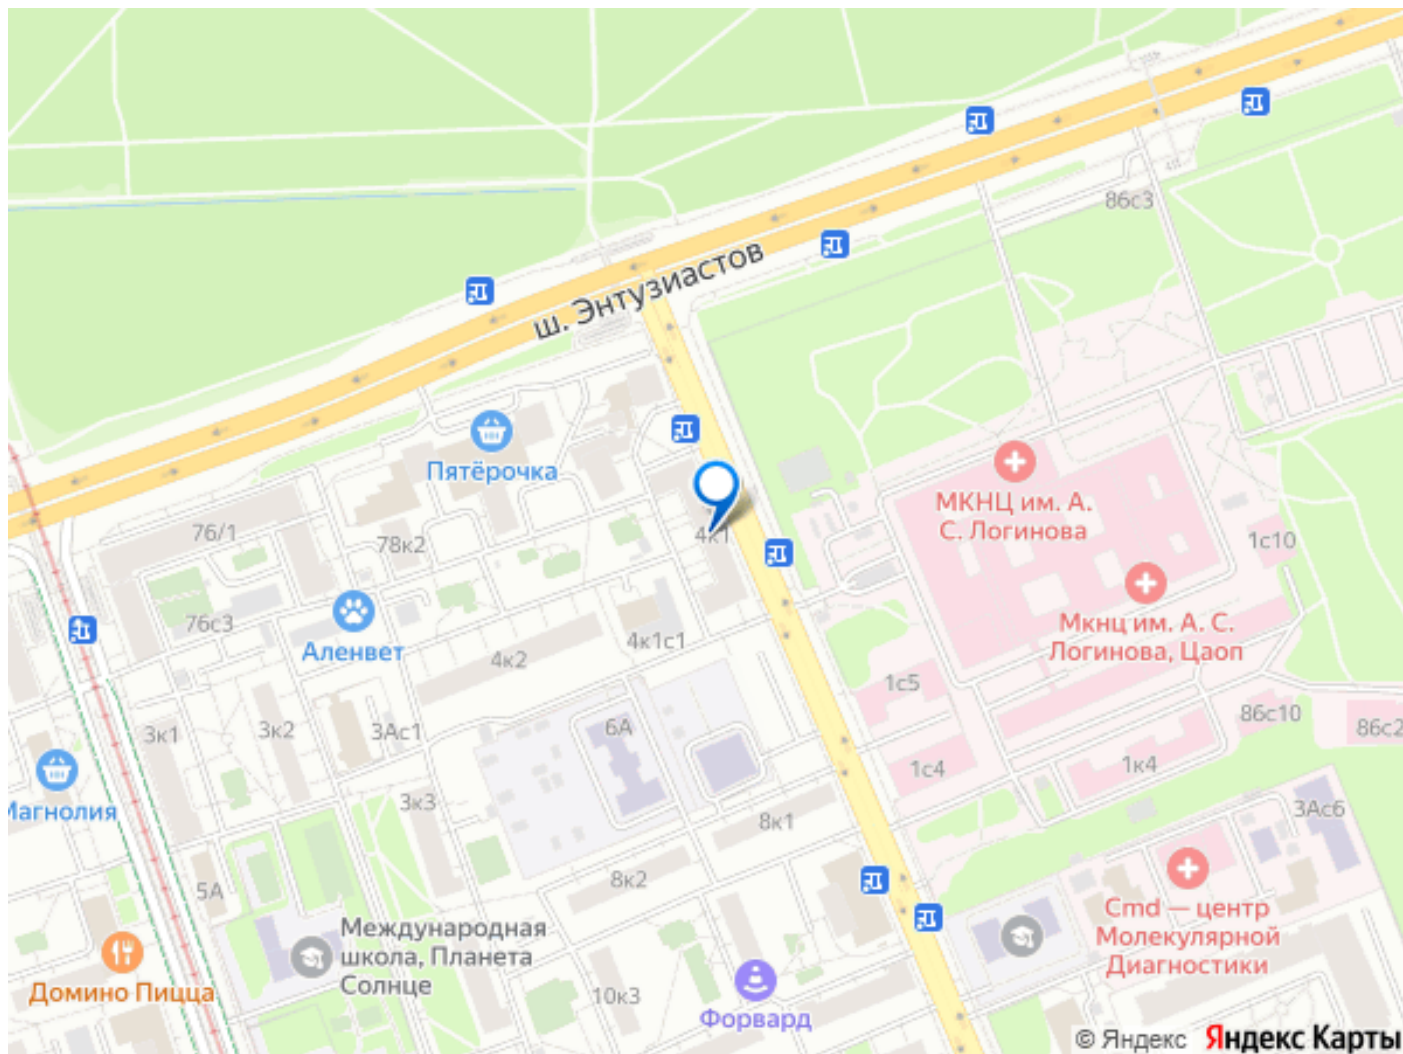 86с3
ш. Энтузиастов
Пятёрочка
МКНЦ им. А.
С. Логинова
76/1
78к2
4к1
1с10
76с3
Аленвет
4к2
4к1с1
Мкнц им. А. С.
Логинова, Цаоп
1с5
3к1
3к2
3Ас1
6А
86с10
86с2
1с4
1к4
Магнолия
3к3
8к1
3Ас6
5А
8к2
Cmd — центр
Молекулярной
Диагностики
Международная
школа, Планета
Солнце
Домино Пицца
10к3
Форвард
© Яндекс Яндекс Карты